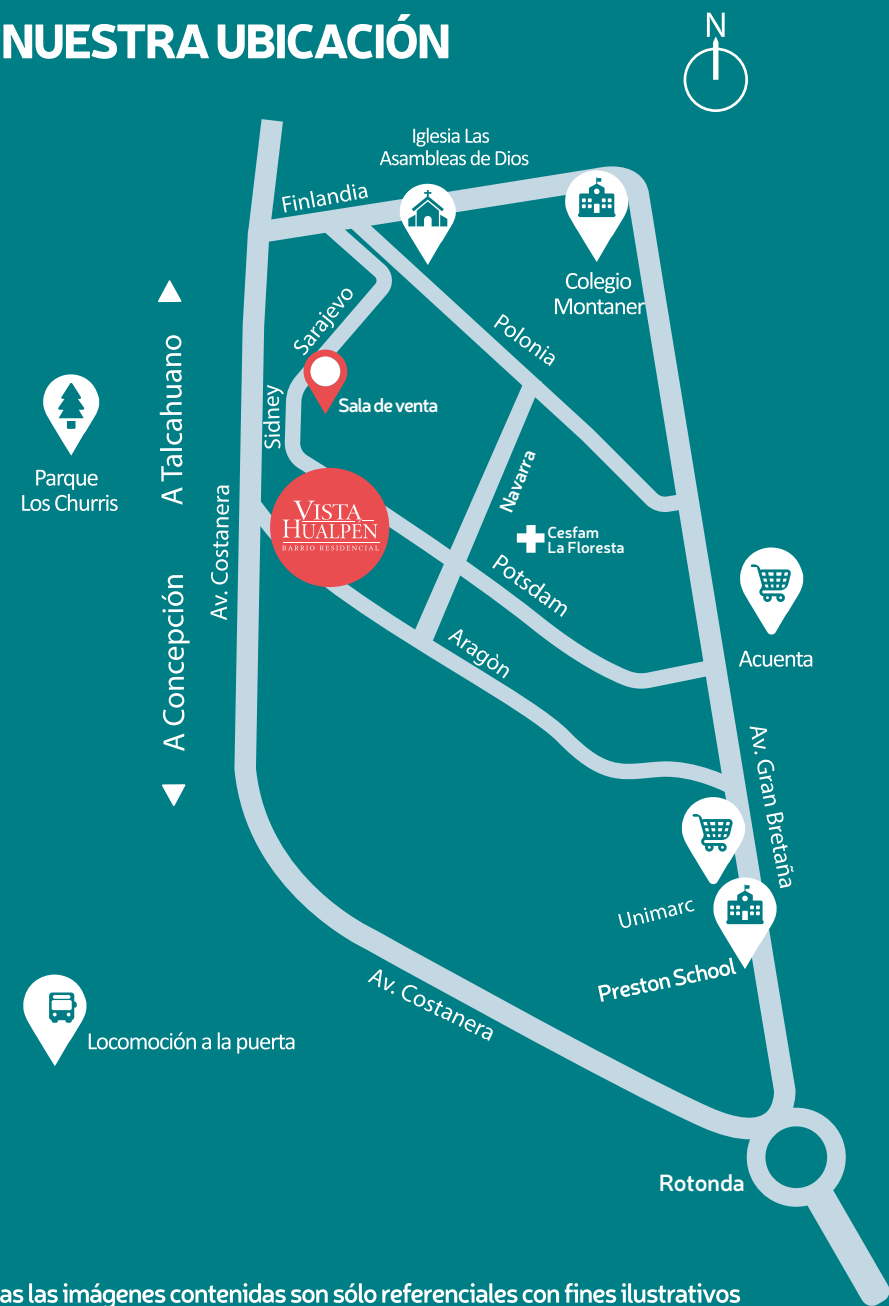 NUESTRA UBICACIÓN
N
Iglesia Las
Asambleas de Dios
Finlandia
Colegio
Montaner
Sarajevo
Polonia
A Talcahuano
Sidney
Sala de venta
Parque
Los Churris
Navarra
Av. Costanera
VISTA
HUALPÉN
BARRIO RESIDENCIAL
Cesfam
La Floresta
Potsdam
A Concepción
Aragòn
Acuenta
Av. Gran Bretaña
Unimarc
Preston School
Av. Costanera
Locomoción a la puerta
Rotonda
as las imágenes contenidas son sólo referenciales con fines ilustrativos